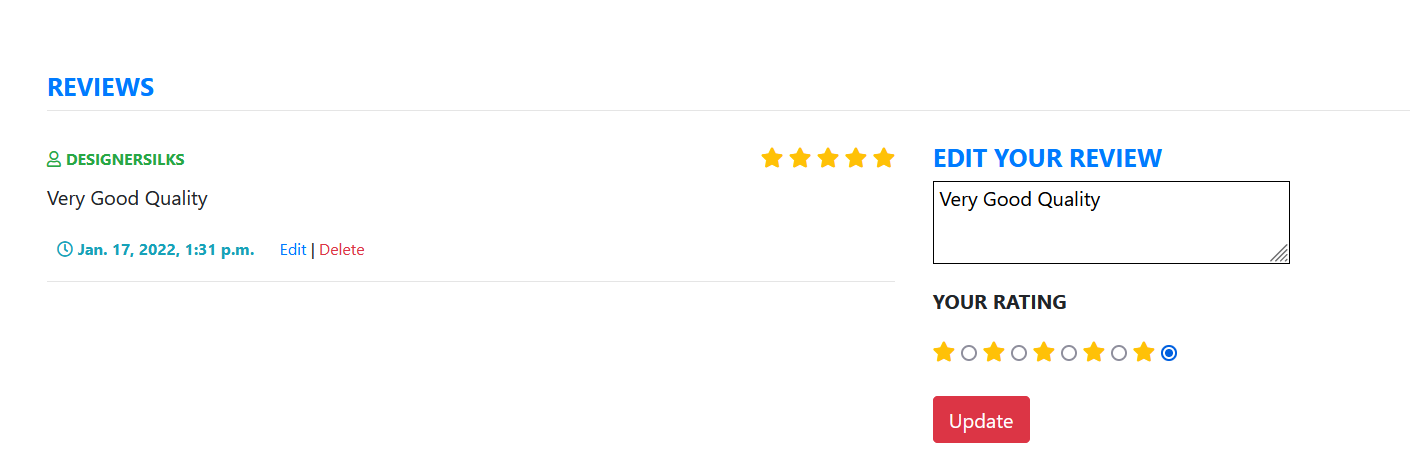 REVIEWS
DESIGNERSILKS
Very Good Quality
Jan. 17, 2022, 1:31 p.m. Edit | Delete
EDIT YOUR REVIEW
Very Good Quality
YOUR RATING
Update